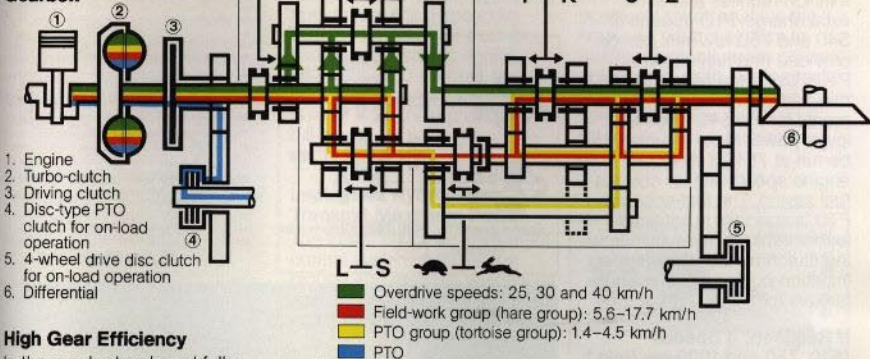 ①
②
③
1. Engine
2. Turbo-clutch
3. Driving clutch
4. Disc-type PTO
clutch for on-load
operation
5. 4-wheel drive disc clutch
for on-load operation
6. Differential
④
⑤
⑥
L S
Overdrive speeds: 25, 30 and 40 km/h
Field-work group (hare group): 5.6–17.7 km/h
PTO group (tortoise group): 1.4–4.5 km/h
PTO
High Gear Efficiency